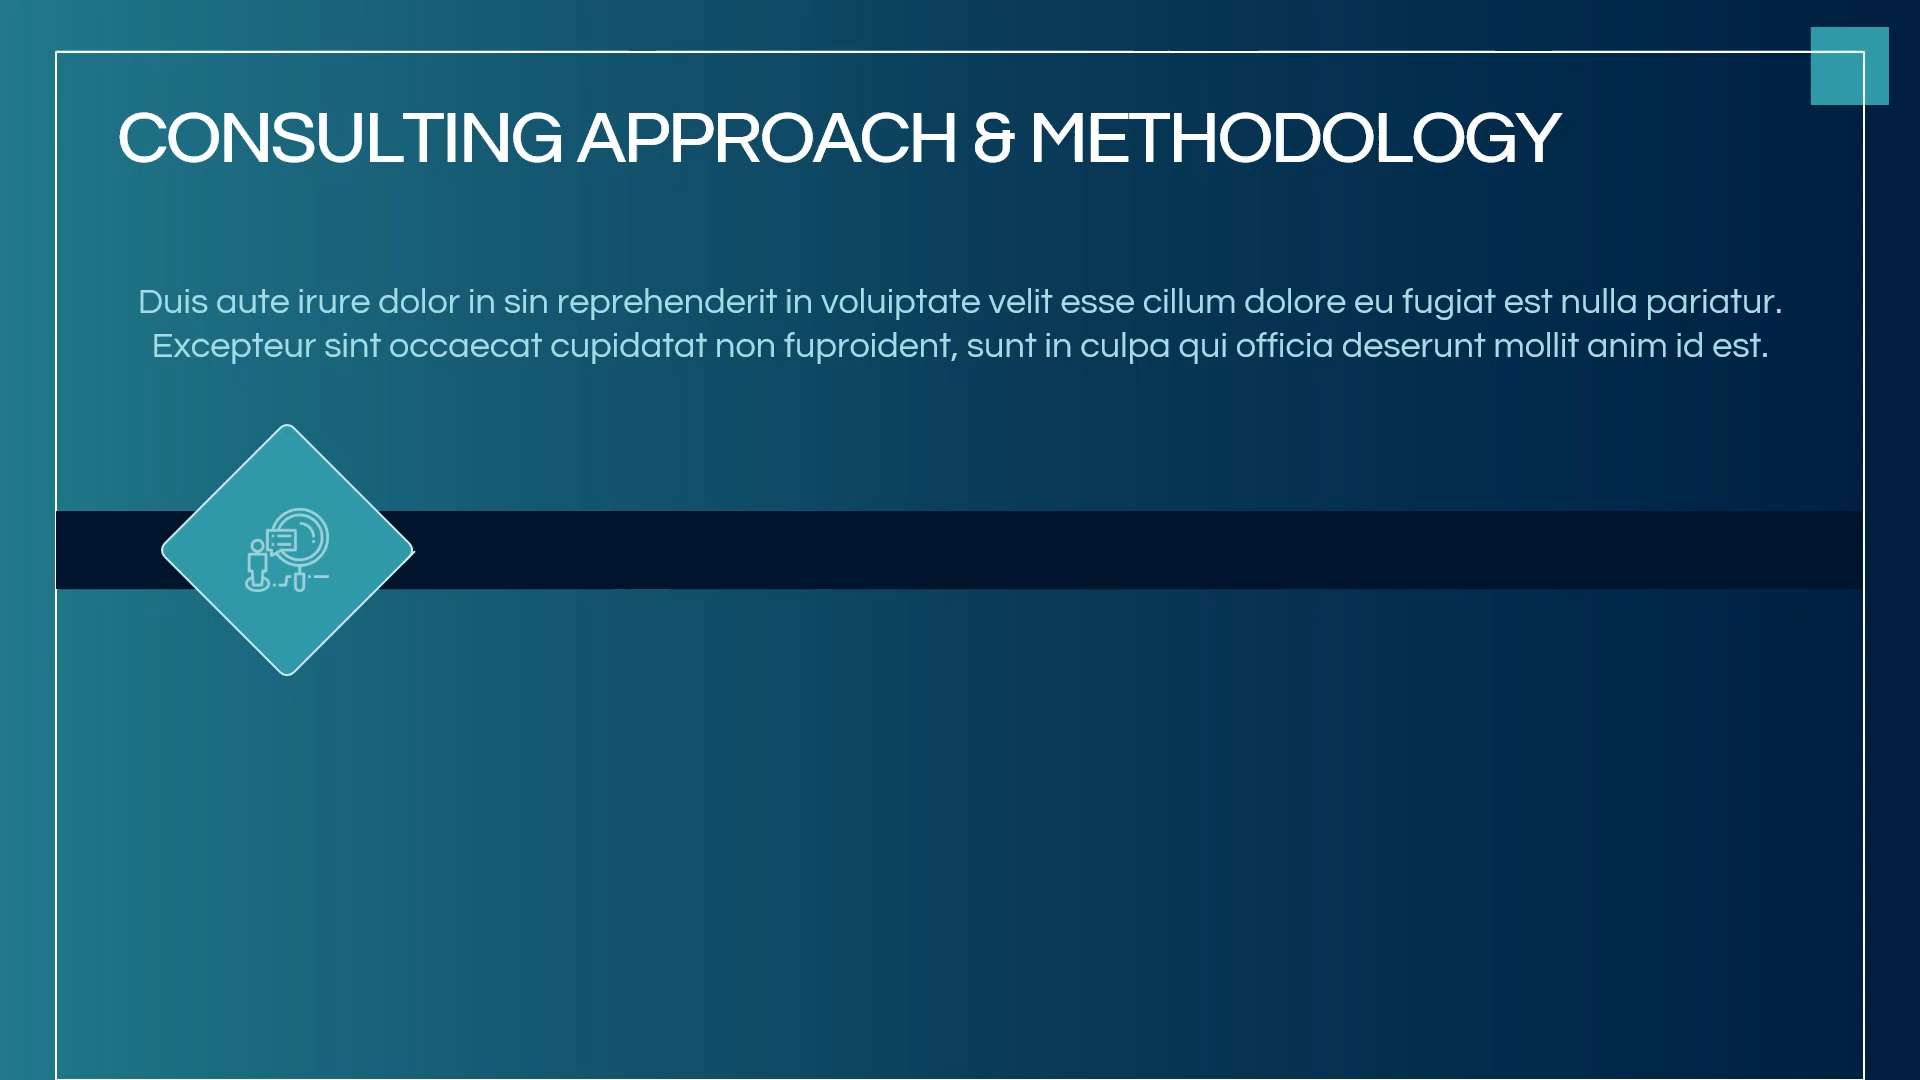 CONSULTING APPROACH & METHODOLOGY
Duis aute irure dolor in sin reprehenderit in voluiptate velit esse cillum dolore eu fugiat est nulla pariatur.
Excepteur sint occaecat cupidatat non fuproident, sunt in culpa qui officia deserunt mollit anim id est.